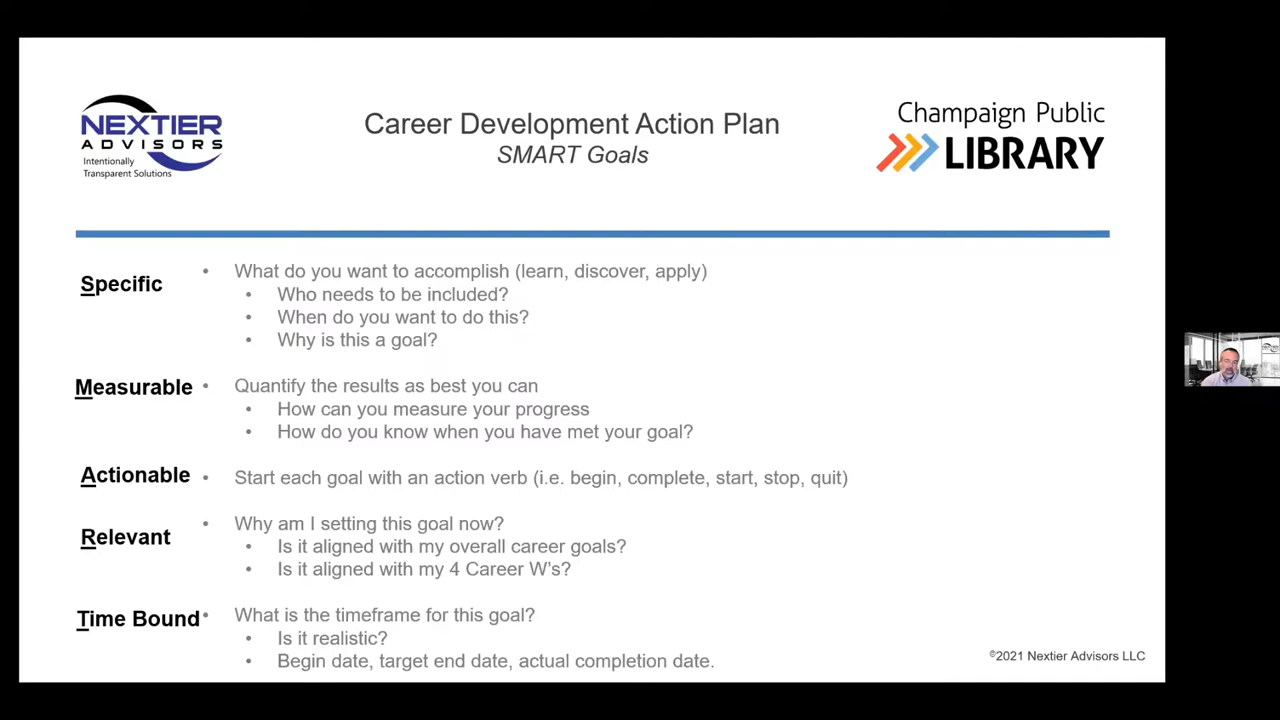 NEXTIER
ADVISORS
Intentionally
Transparent Solutions
Career Development Action Plan
SMART Goals
Champaign Public
LIBRARY
Specific
• What do you want to accomplish (learn, discover, apply)
• Who needs to be included?
• When do you want to do this?
• Why is this a goal?
Measurable
• Quantify the results as best you can
• How can you measure your progress
• How do you know when you have met your goal?
Actionable
• Start each goal with an action verb (i.e. begin, complete, start, stop, quit)
Relevant
• Why am I setting this goal now?
• Is it aligned with my overall career goals?
• Is it aligned with my 4 Career W's?
Time Bound
• What is the timeframe for this goal?
• Is it realistic?
• Begin date, target end date, actual completion date.
©2021 Nextier Advisors LLC
NEXTIER